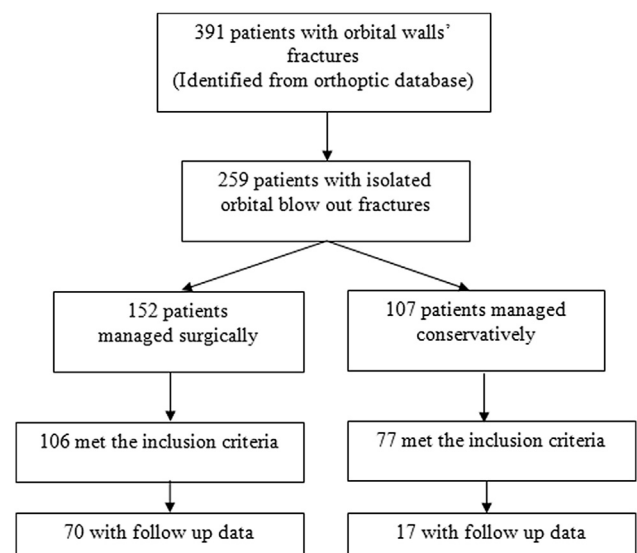 391 patients with orbital walls’
fractures
(Identified from orthoptic database)
259 patients with isolated
orbital blow out fractures
152 patients
managed surgically
107 patients managed
conservatively
106 met the inclusion criteria
77 met the inclusion criteria
70 with follow up data
17 with follow up data